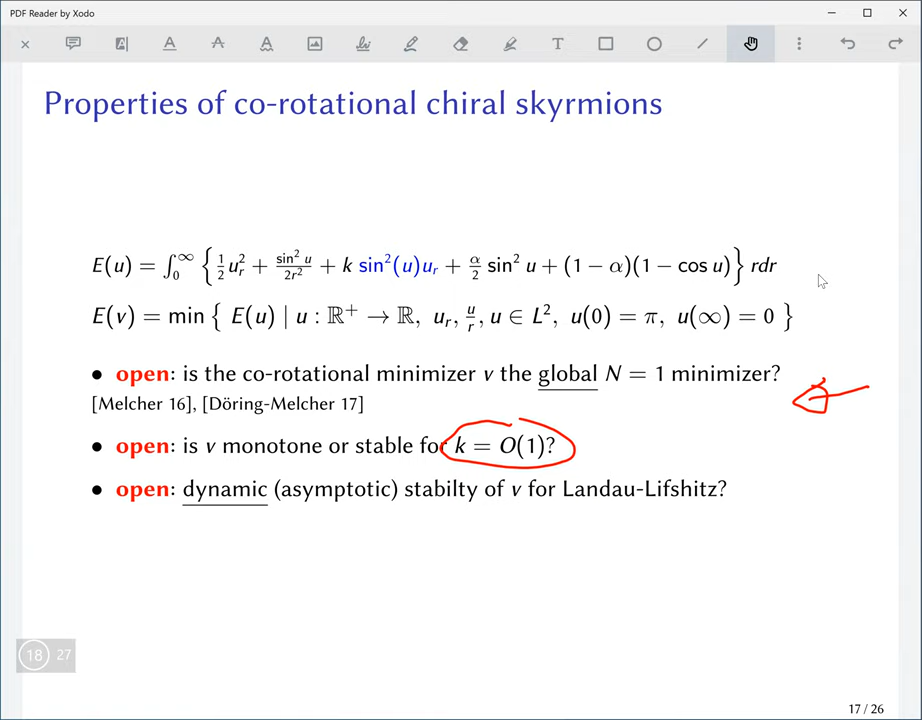 PDF Reader by Xodo
T
Properties of co-rotational chiral skyrmions
E(u) = ∫₀^∞ { ½ u_r² + sin² u / 2r² + k sin²(u)u_r + α/2 sin² u + (1 − α)(1 − cos u) } rdr
E(v) = min { E(u) | u : ℝ⁺ → ℝ, u_r, u/r, u ∈ L², u(0) = π, u(∞) = 0 }
• open: is the co-rotational minimizer v the global N = 1 minimizer?
[Melcher 16], [Döring-Melcher 17]
• open: is v monotone or stable for k = O(1)?
• open: dynamic (asymptotic) stabilty of v for Landau-Lifshitz?
18 27
17 / 26